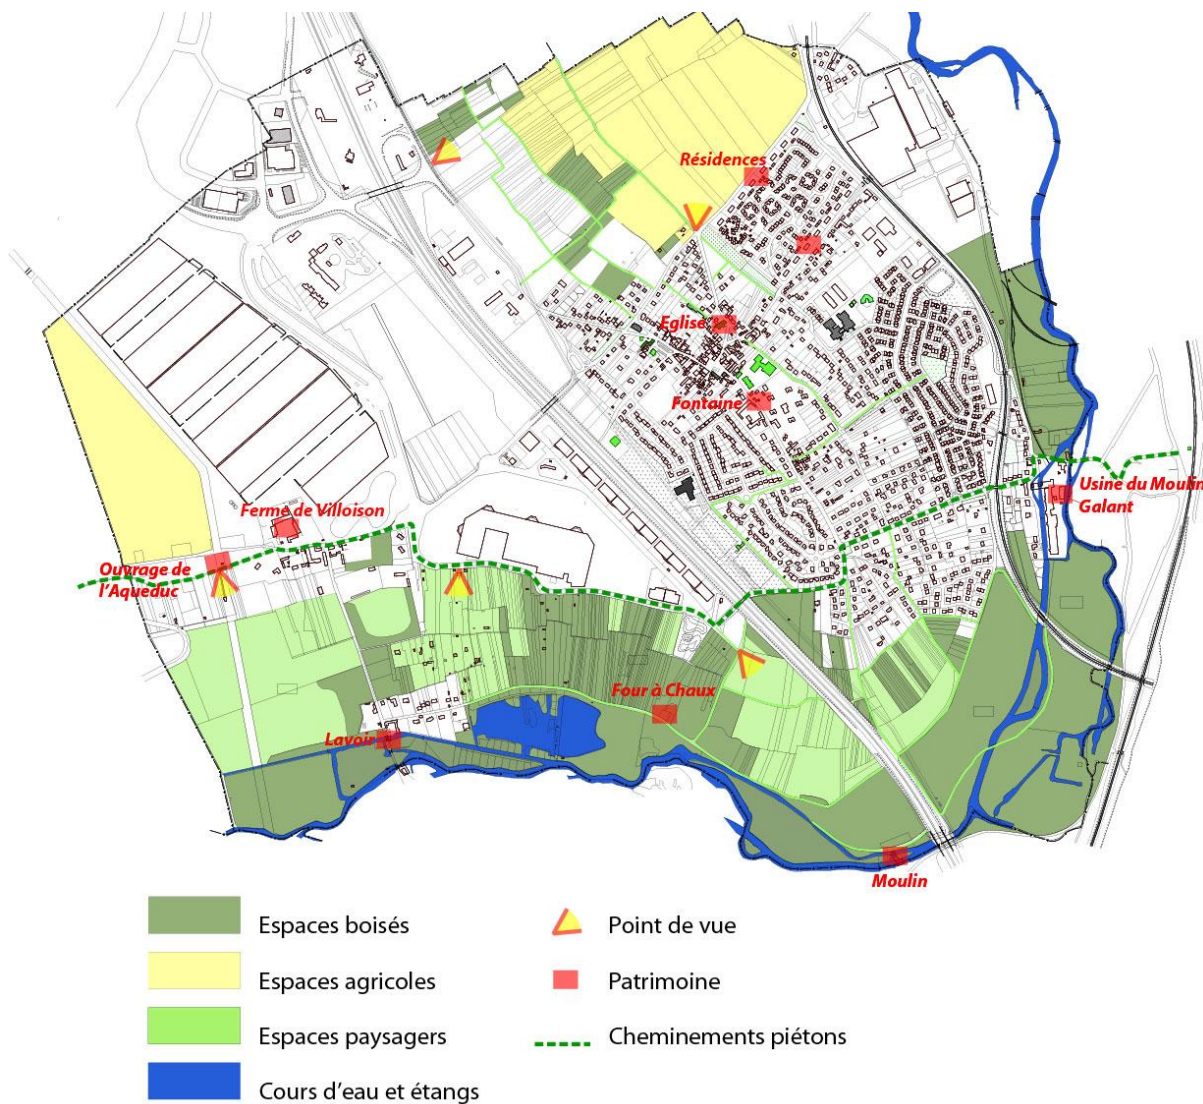 Résidences
Eglise
Fontaine
Usine du Moulin
Galant
Ferme de Villoison
Ouvrage de
l'Aqueduc
Four à Chaux
Lavoir
Moulin
Espaces boisés
Espaces agricoles
Espaces paysagers
Cours d'eau et étangs
Point de vue
Patrimoine
Cheminements piétons